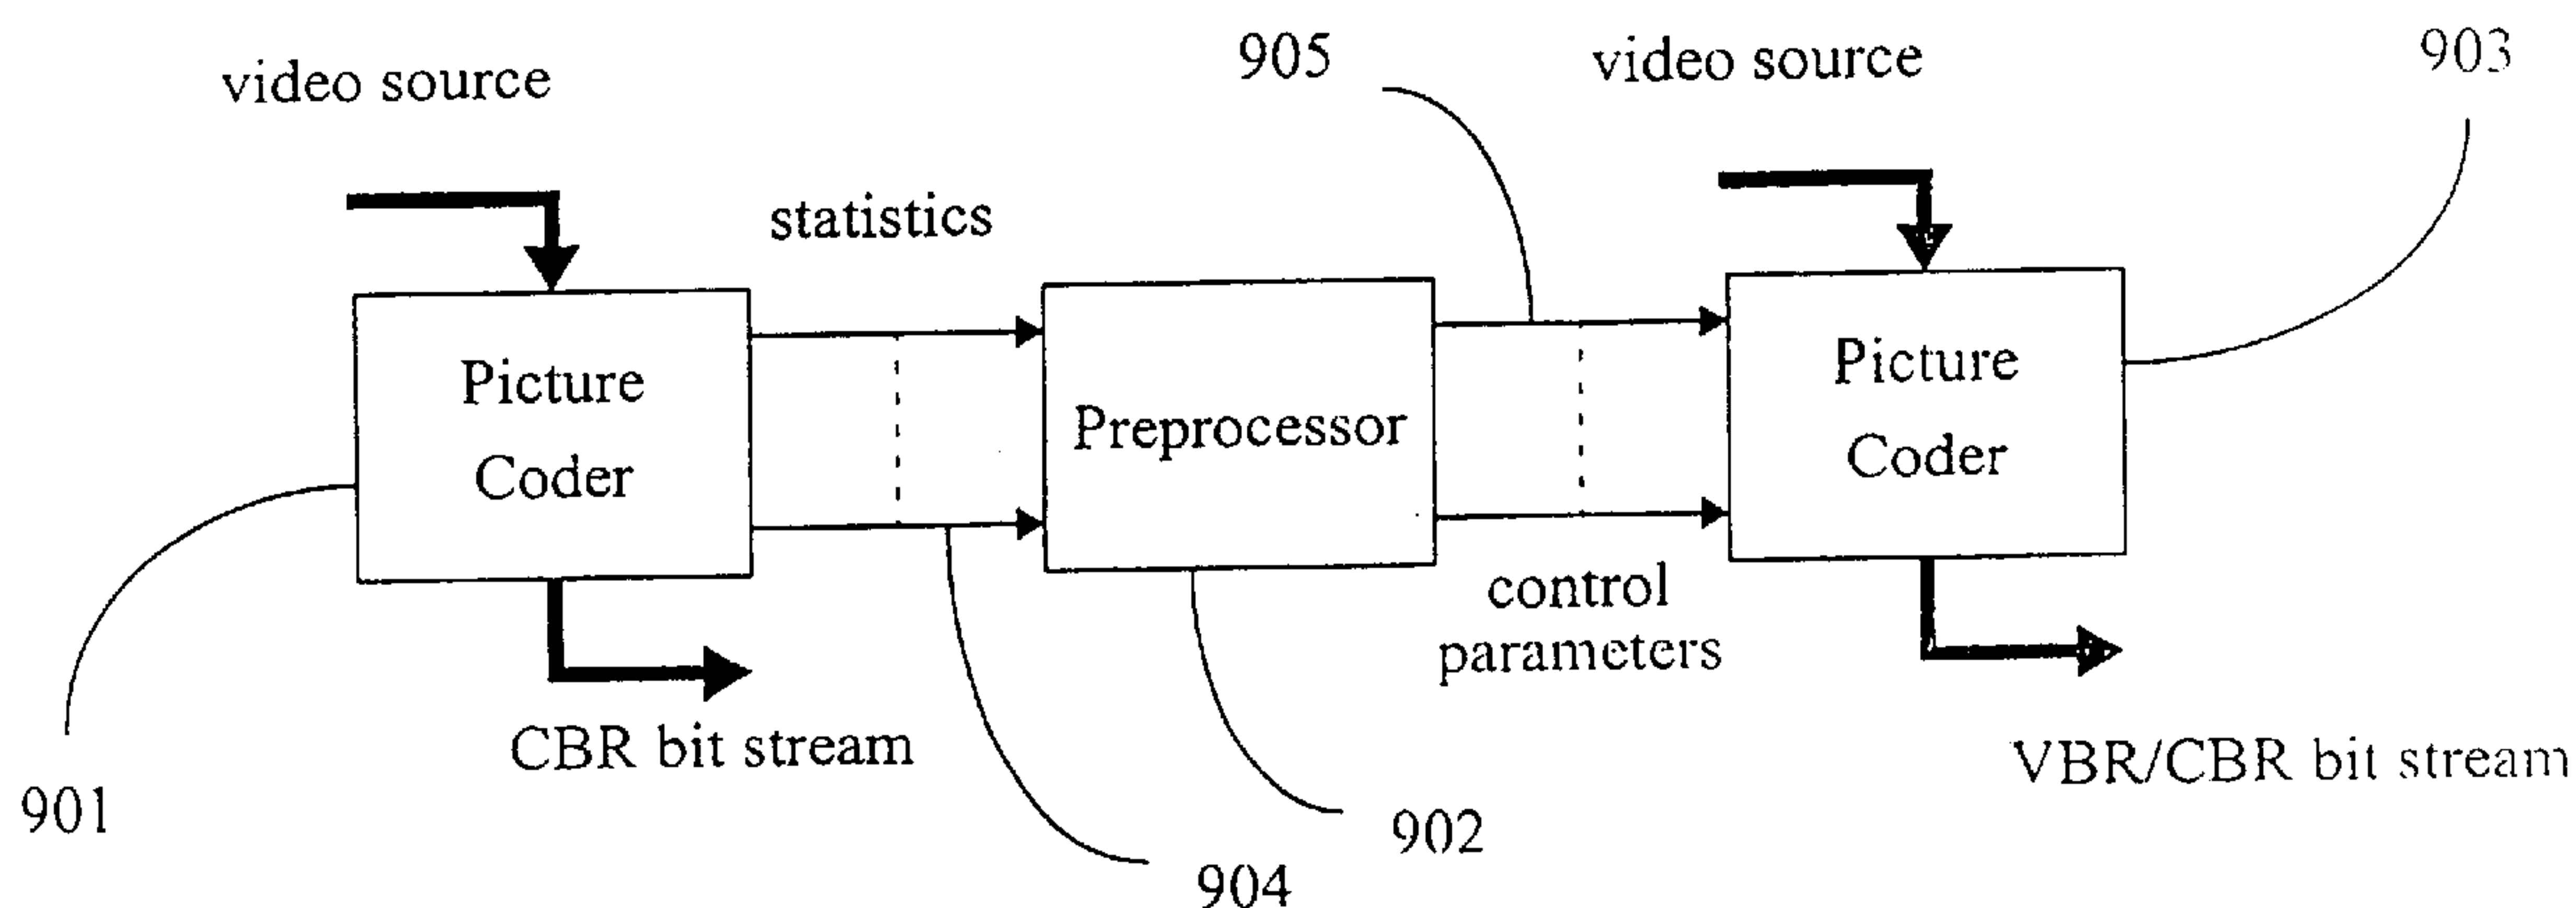 905
video source
903
video source
statistics
Picture
Coder
Preprocessor
Picture
Coder
control
parameters
CBR bit stream
VBR/CBR bit stream
901
902
904